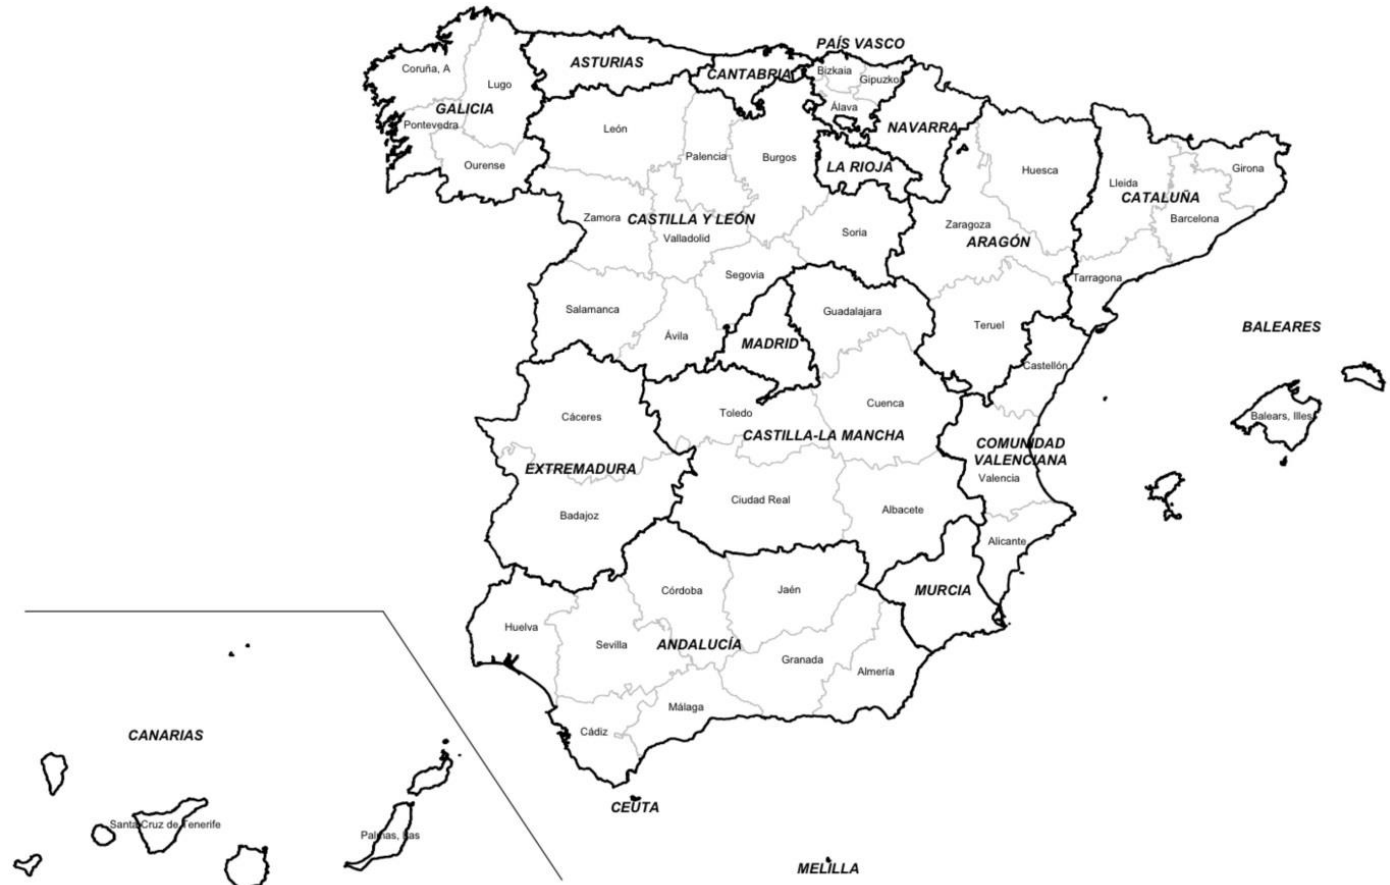 PAÍS VASCO
ASTURIAS
CANTABRIA
Coruña, A
Lugo
Bizkaia
Gipuzko
GALICIA
Álava
Pontevedra
León
NAVARRA
Palencia
Burgos
Ourense
LA RIOJA
Huesca
Girona
Lleida
CATALUÑA
Zamora
CASTILLA Y LEÓN
Barcelona
Valladolid
Soria
Zaragoza
ARAGÓN
Segovia
Tarragona
Salamanca
Guadalajara
Teruel
BALEARES
Ávila
MADRID
Castellón
Cáceres
Toledo
Cuenca
Balears, Illes
CASTILLA-LA MANCHA
COMUNIDAD
VALENCIANA
EXTREMADURA
Valencia
Badajoz
Ciudad Real
Albacete
Alicante
Córdoba
Jaén
MURCIA
Huelva
Sevilla
ANDALUCÍA
Granada
Almería
Málaga
Cádiz
CANARIAS
CEUTA
Santa Cruz de Tenerife
Palmas, Las
MELILLA